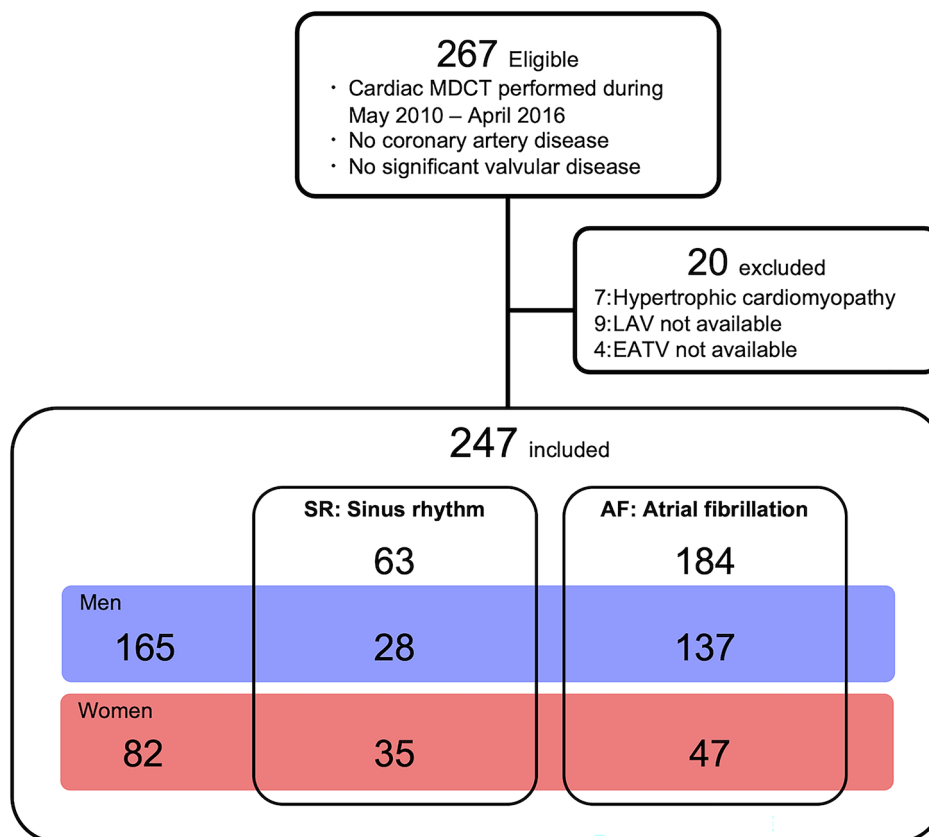 267 Eligible
・ Cardiac MDCT performed during
May 2010 – April 2016
・ No coronary artery disease
・ No significant valvular disease
20 excluded
7:Hypertrophic cardiomyopathy
9:LAV not available
4:EATV not available
247 included
SR: Sinus rhythm
AF: Atrial fibrillation
63
184
Men
165
28
137
Women
82
35
47